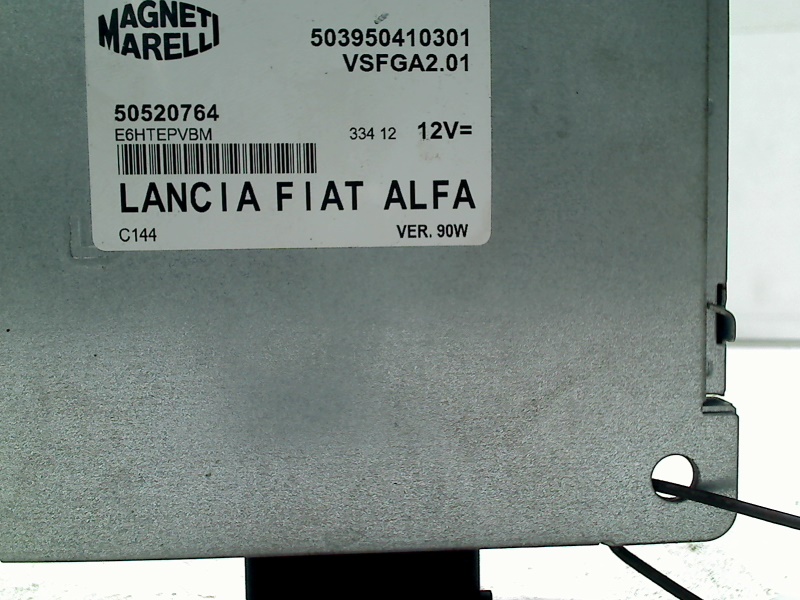 MAGNETI
MARELLI
503950410301
VSFGA2.01
50520764
E6HTEPVBM
334 12 12V=
LANCIA FIAT ALFA
C144 VER. 90W